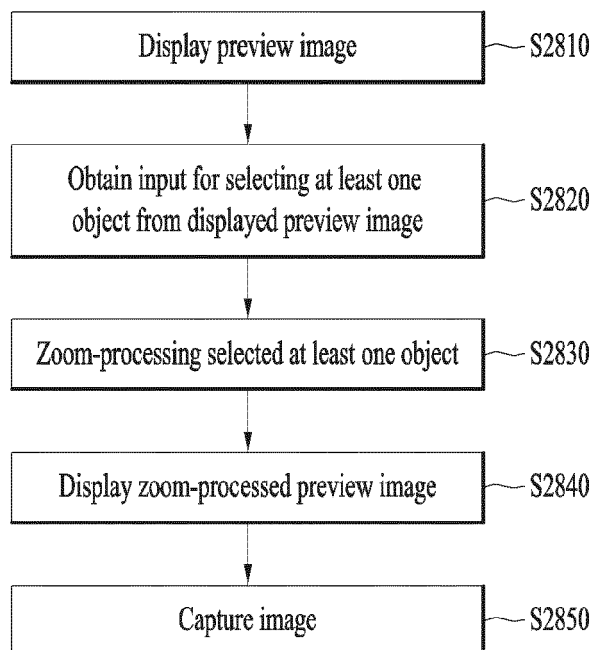 Display preview image
S2810
Obtain input for selecting at least one
object from displayed preview image
S2820
Zoom-processing selected at least one object
S2830
Display zoom-processed preview image
S2840
Capture image
S2850